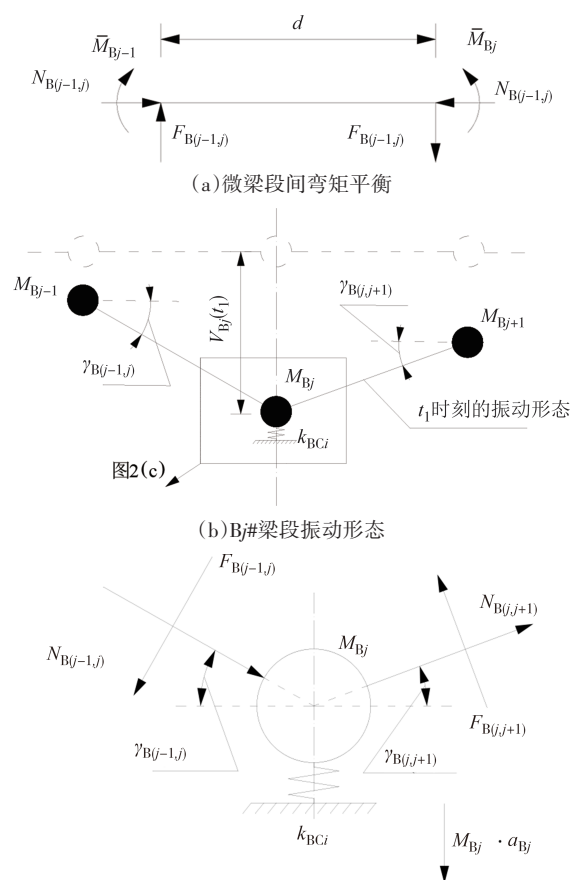 d
M̄Bj-1
M̄Bj
NB(j-1,j)
NB(j-1,j)
FB(j-1,j)
FB(j-1,j)
(a)微梁段间弯矩平衡
MBj-1
VBj(t1)
γB(j,j+1)
MBj+1
γB(j-1,j)
MBj
t1时刻的振动形态
kBCi
图2(c)
(b)Bj#梁段振动形态
FB(j-1,j)
NB(j,j+1)
NB(j-1,j)
MBj
FB(j,j+1)
γB(j-1,j)
γB(j,j+1)
kBCi
MBj · aBj